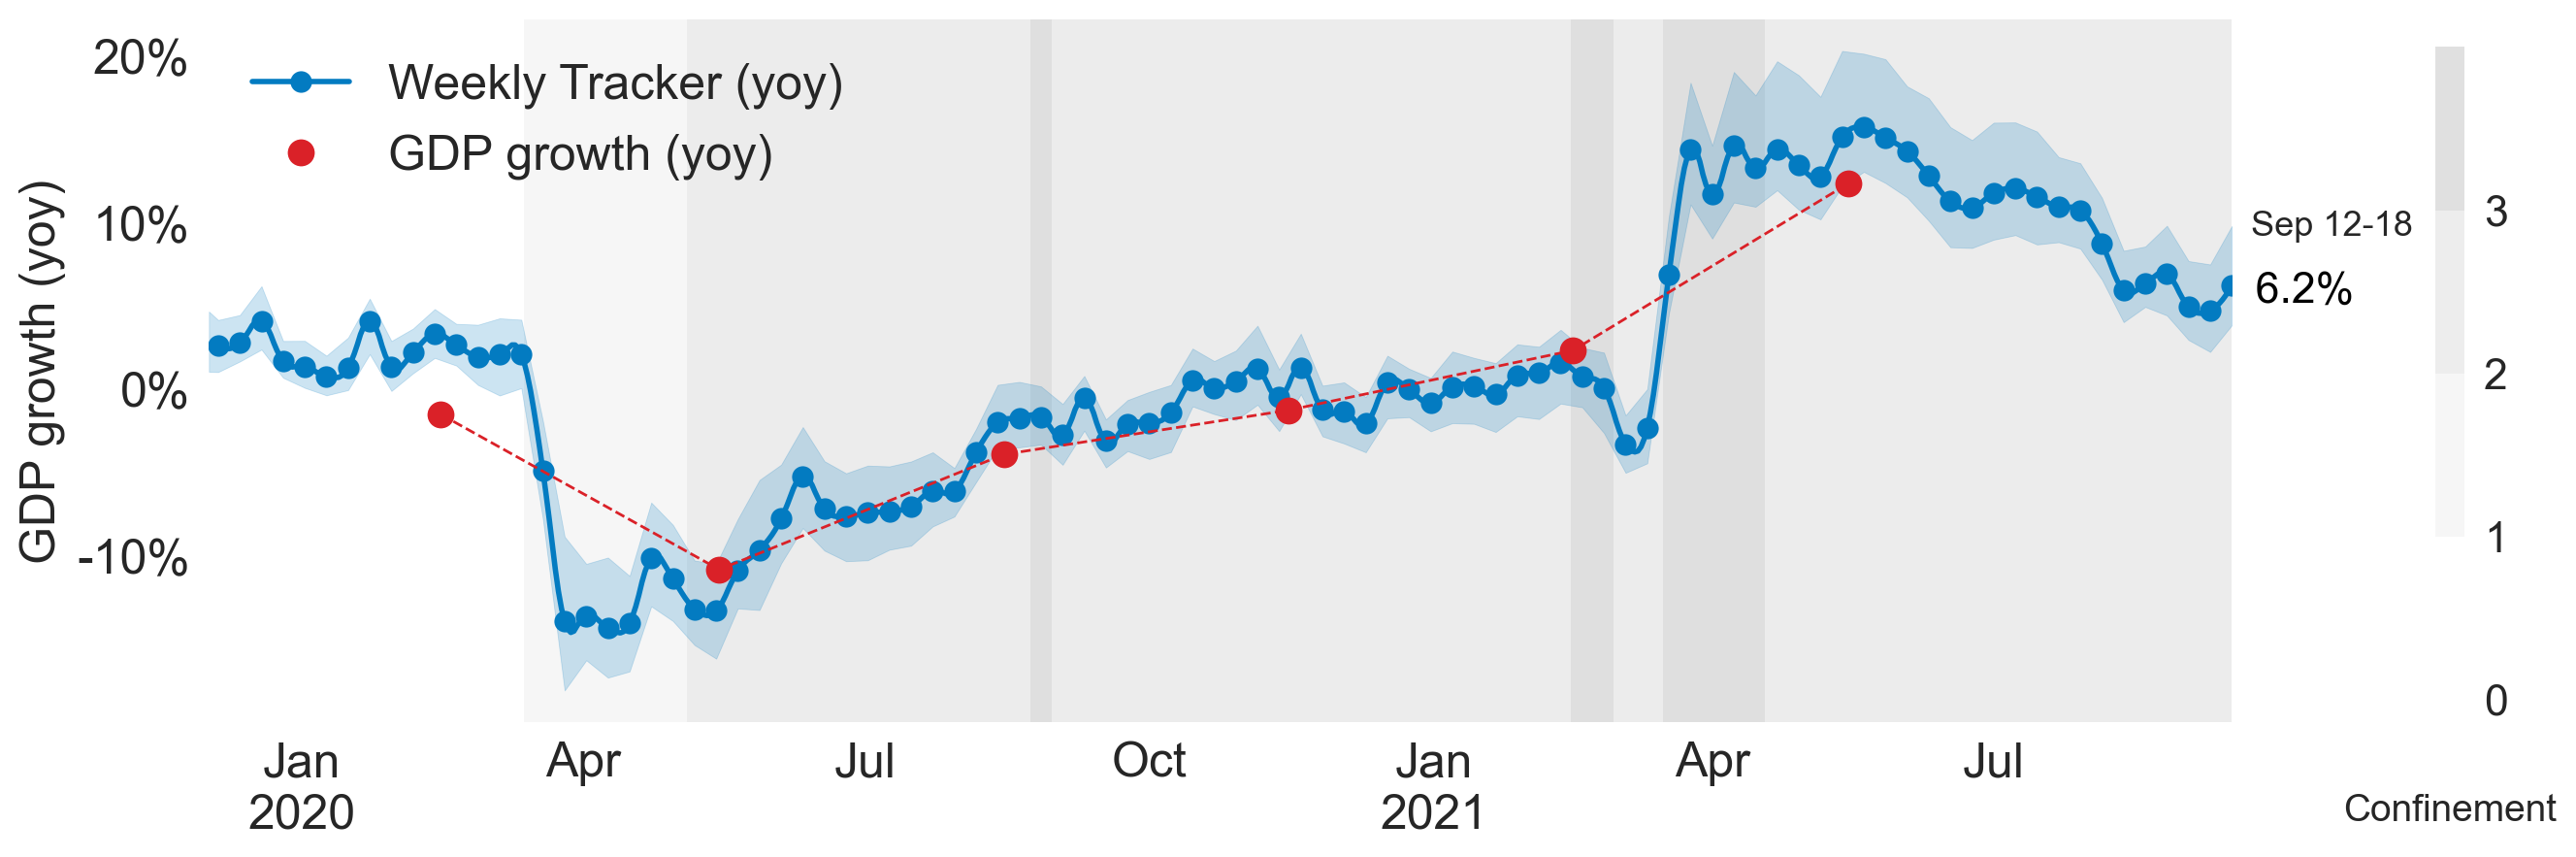 20%
10%
0%
-10%
GDP growth (yoy)
Weekly Tracker (yoy)
GDP growth (yoy)
Sep 12-18
6.2%
3
2
1
0
Confinement
Jan
2020
Apr
Jul
Oct
Jan
2021
Apr
Jul